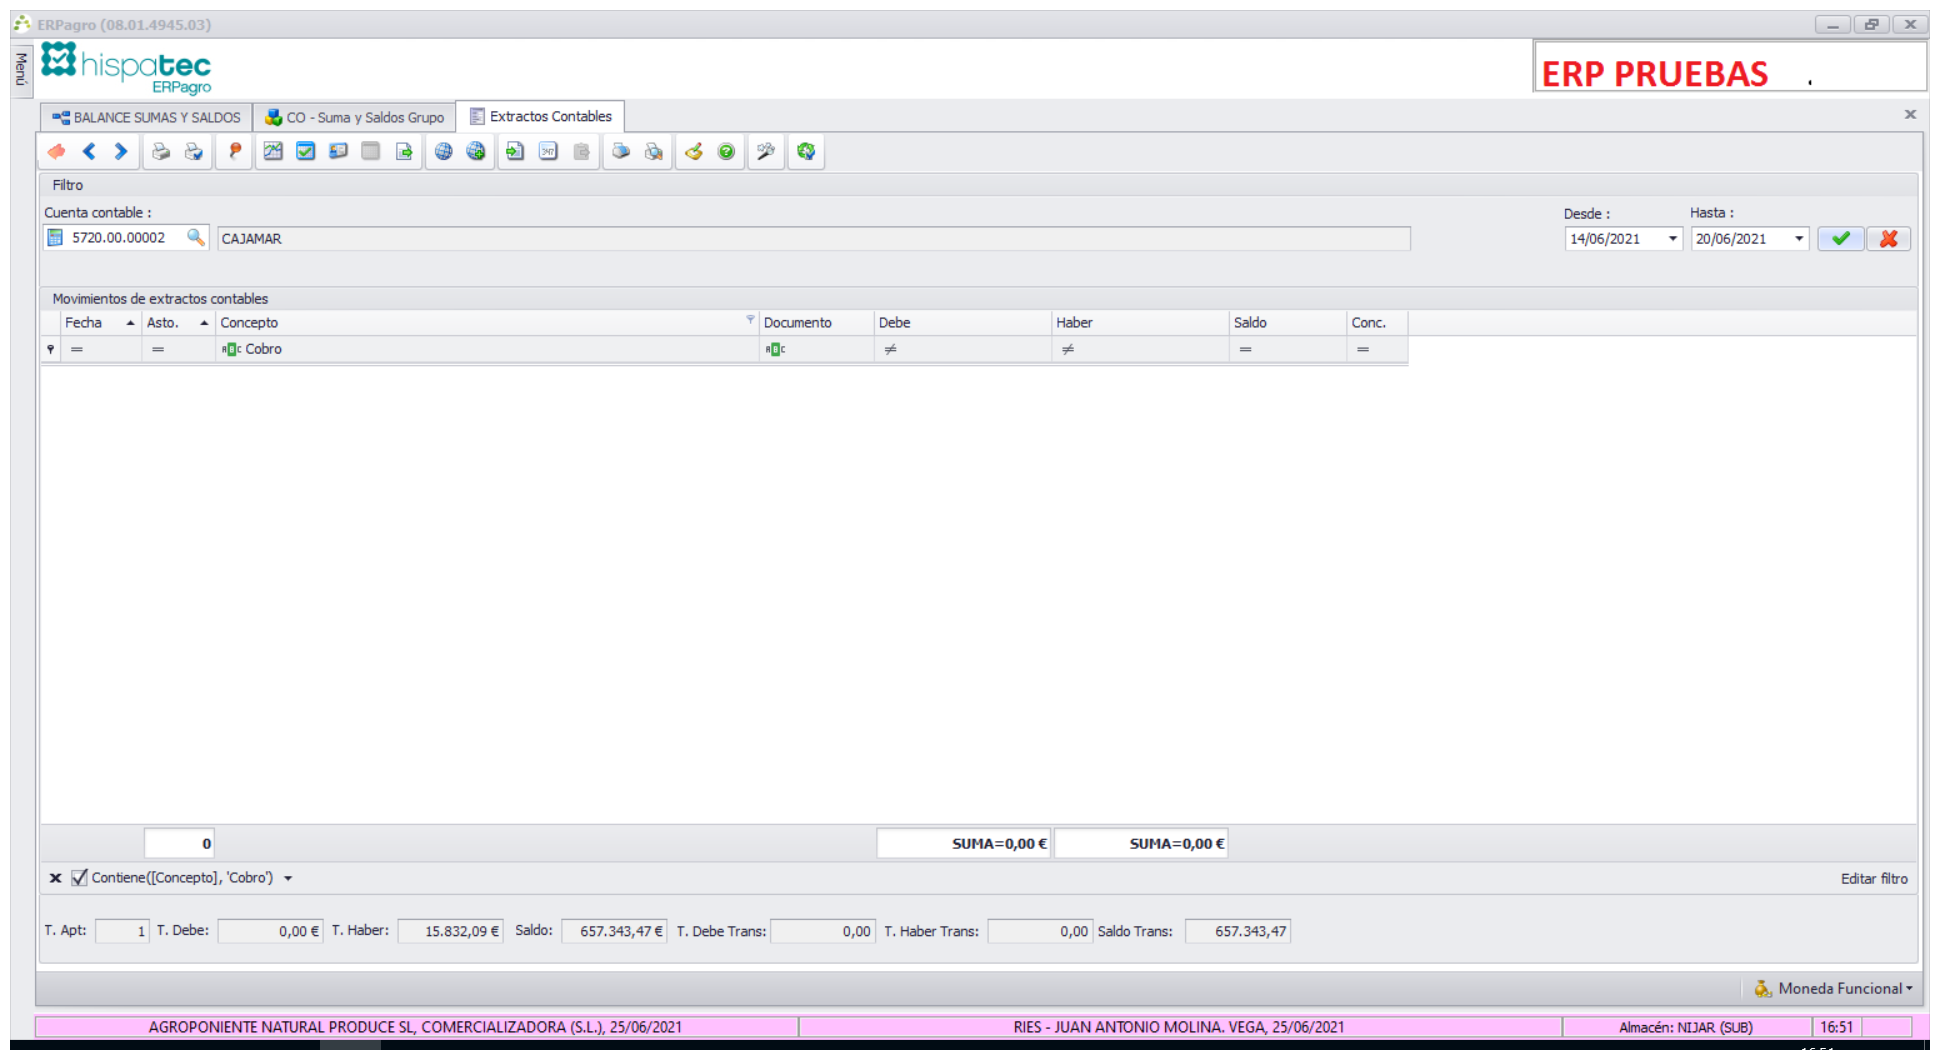 ERPagro (08.01.4945.03)
Menú
hispatec
ERPagro
ERP PRUEBAS
BALANCE SUMAS Y SALDOS
CO - Suma y Saldos Grupo
Extractos Contables
Filtro
Cuenta contable :
Desde :
Hasta :
5720.00.00002
CAJAMAR
14/06/2021
20/06/2021
Movimientos de extractos contables
Fecha Asto. Concepto Documento Debe Haber Saldo Conc.
= = ABC Cobro ABC ≠ ≠ = =
0 SUMA=0,00 € SUMA=0,00 €
Contiene([Concepto], 'Cobro')
Editar filtro
T. Apt: 1 T. Debe: 0,00 € T. Haber: 15.832,09 € Saldo: 657.343,47 € T. Debe Trans: 0,00 T. Haber Trans: 0,00 Saldo Trans: 657.343,47
Moneda Funcional
AGROPONIENTE NATURAL PRODUCE SL, COMERCIALIZADORA (S.L.), 25/06/2021
RIES - JUAN ANTONIO MOLINA. VEGA, 25/06/2021
Almacén: NIJAR (SUB)
16:51